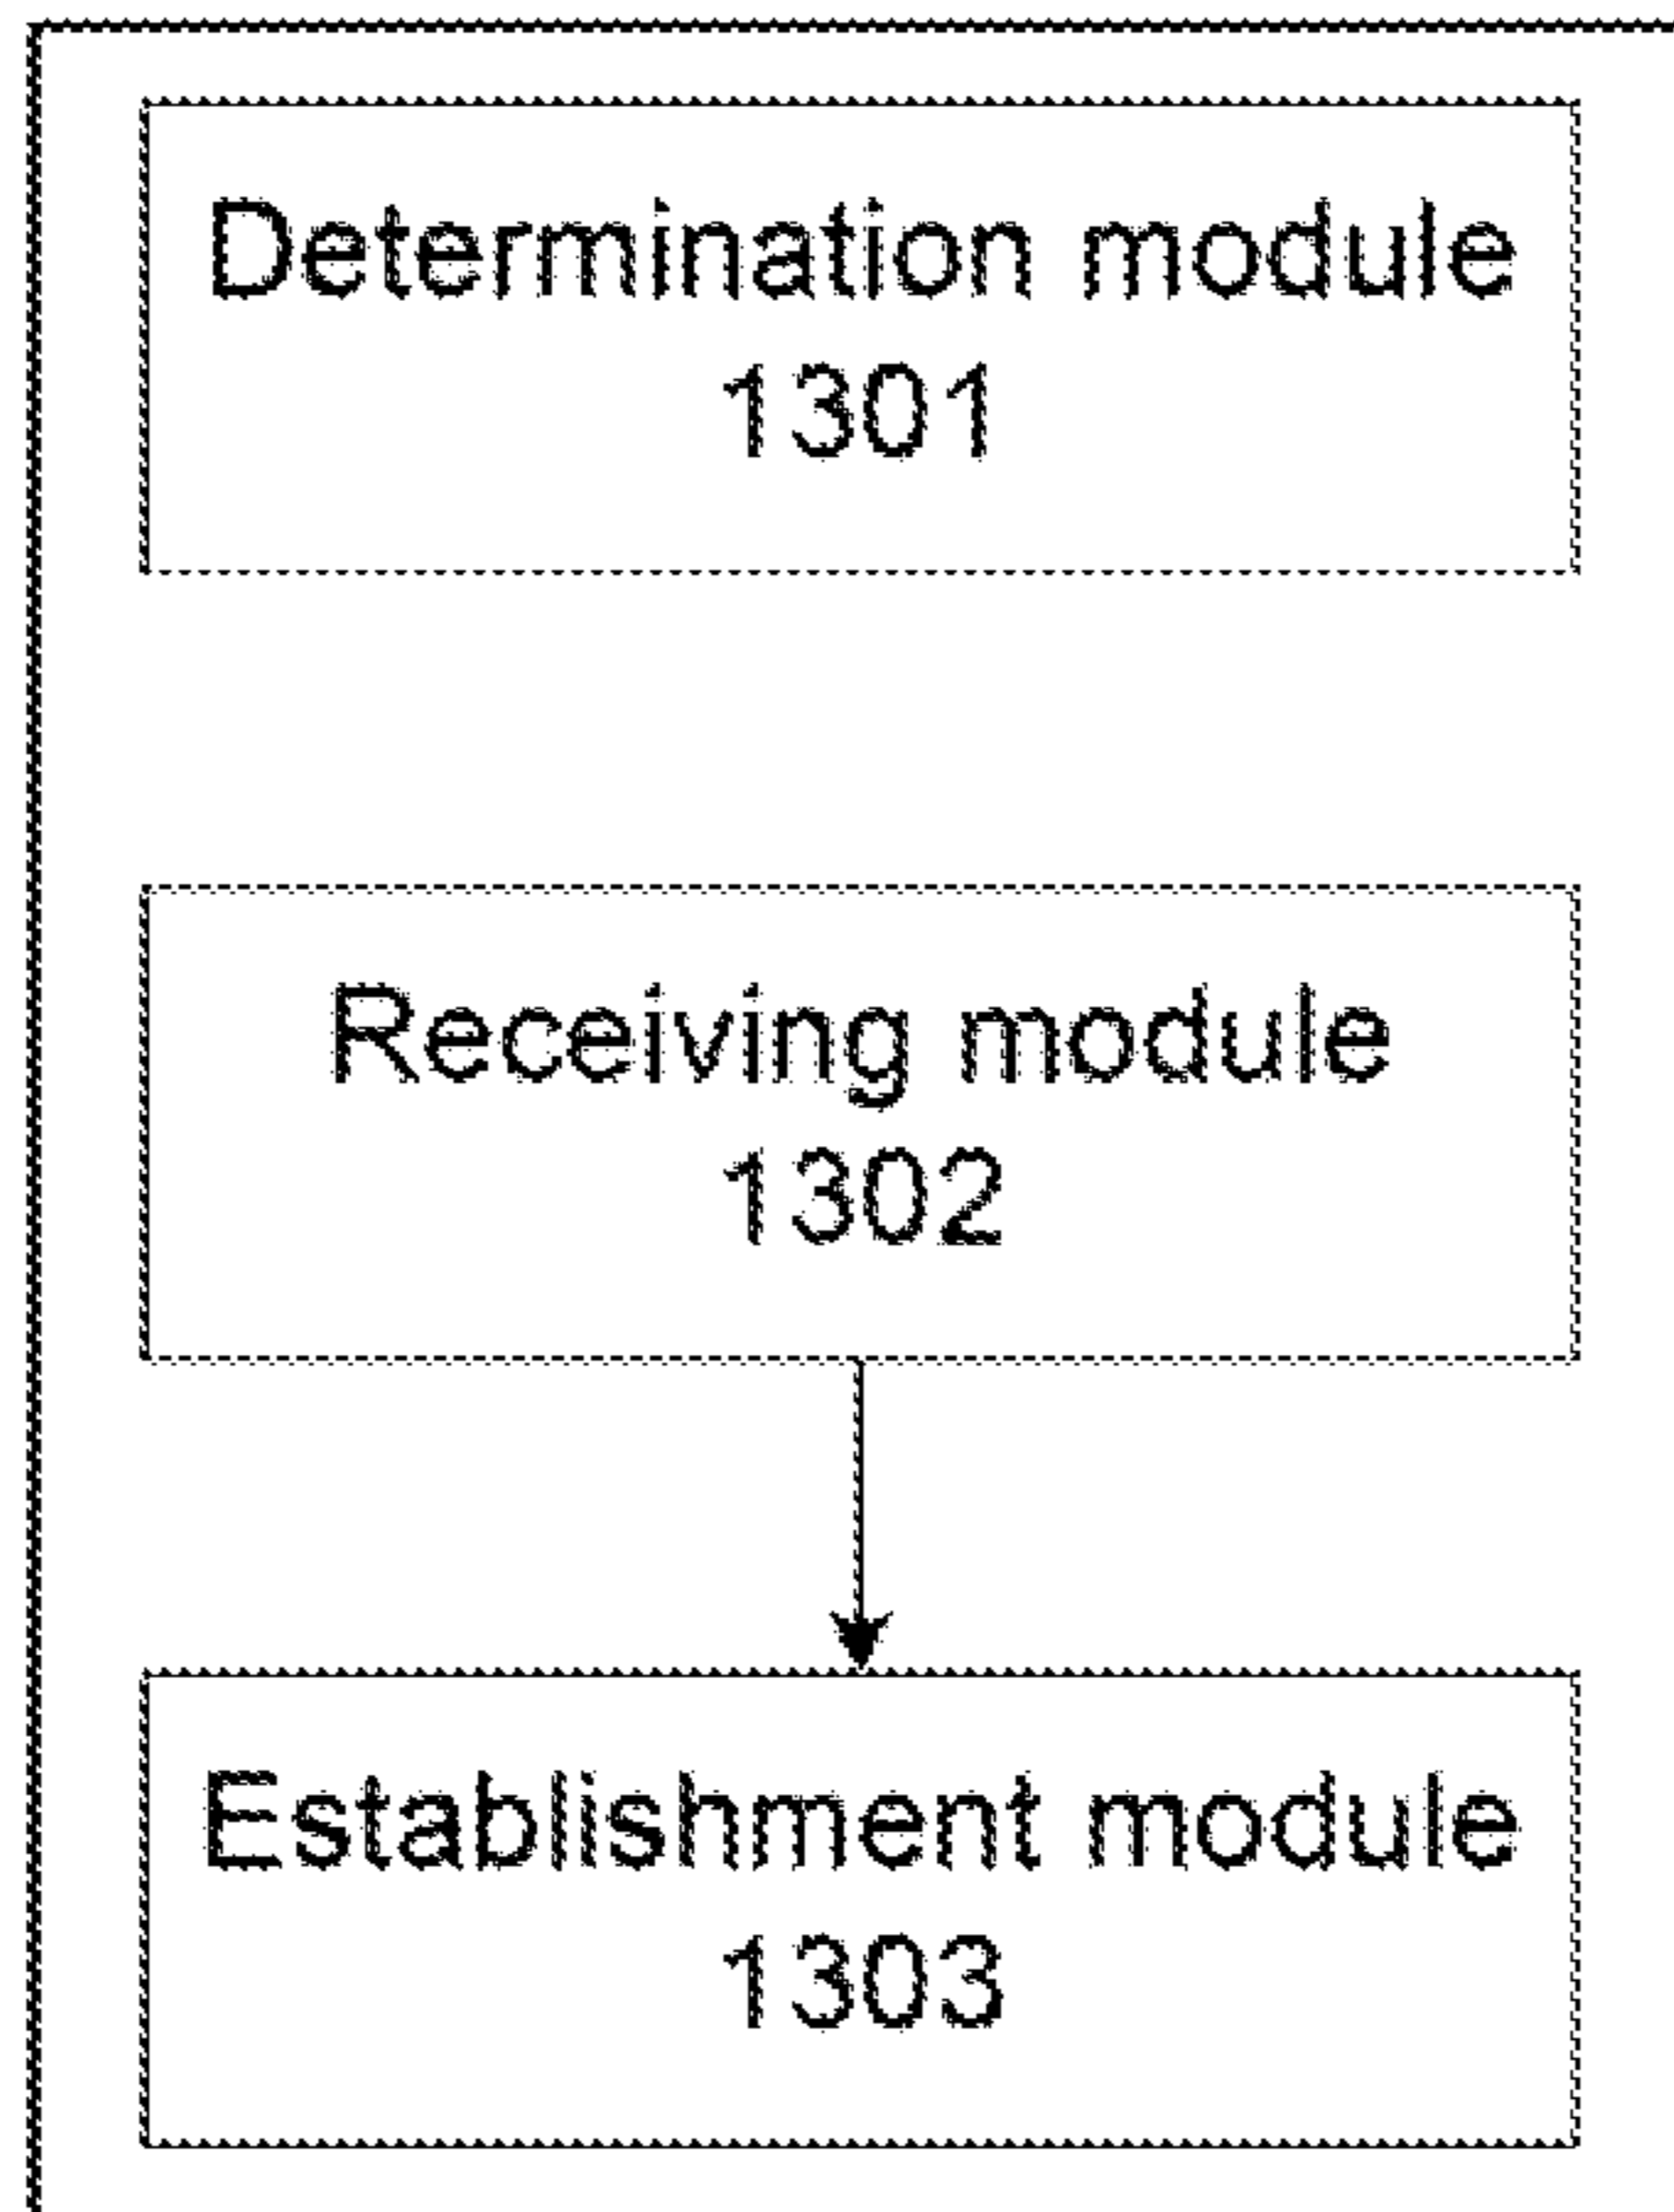 Determination module
1301
Receiving module
1302
Establishment module
1303